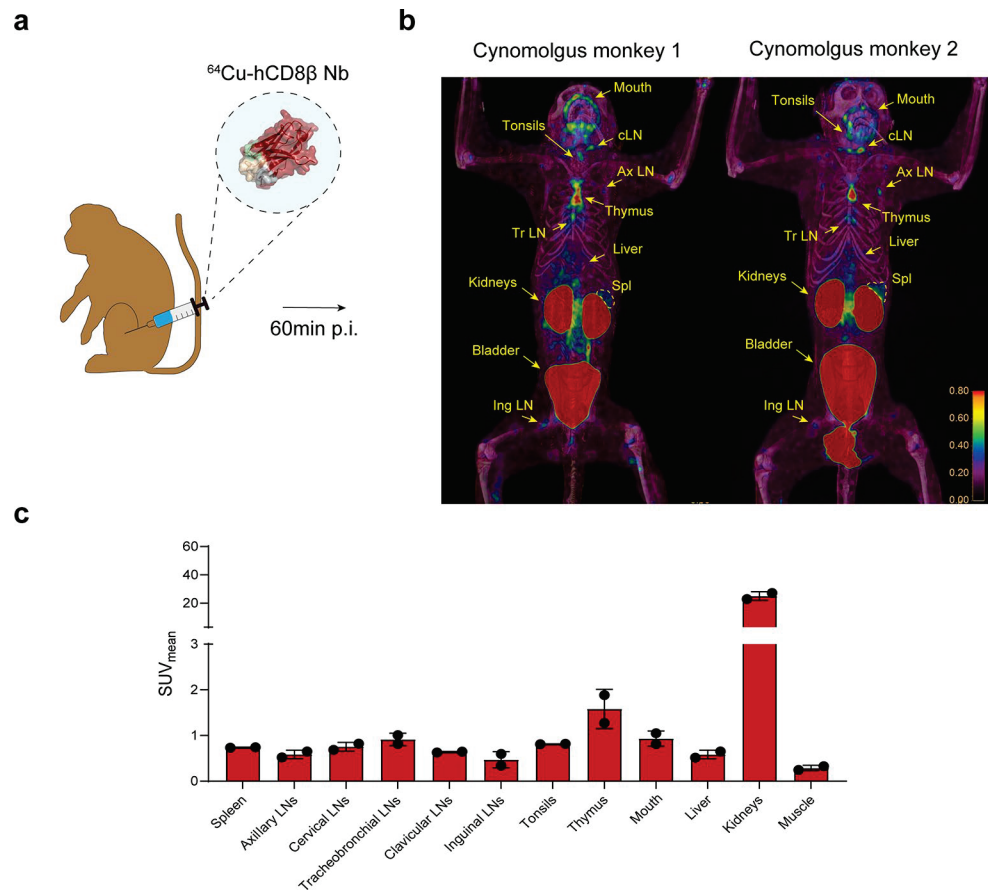 a
⁶⁴Cu-hCD8β Nb
60min p.i.
b
Cynomolgus monkey 1
Cynomolgus monkey 2
Mouth
Tonsils
cLN
Ax LN
Thymus
Tr LN
Liver
Kidneys
Spl
Bladder
Ing LN
Mouth
Tonsils
cLN
Ax LN
Thymus
Tr LN
Liver
Kidneys
Spl
Bladder
Ing LN
0.80
0.60
0.40
0.20
0.00
c
SUVmean
60
40
20
3
2
1
0
Spleen
Axillary LNs
Cervical LNs
Tracheobronchial LNs
Clavicular LNs
Inguinal LNs
Tonsils
Thymus
Mouth
Liver
Kidneys
Muscle